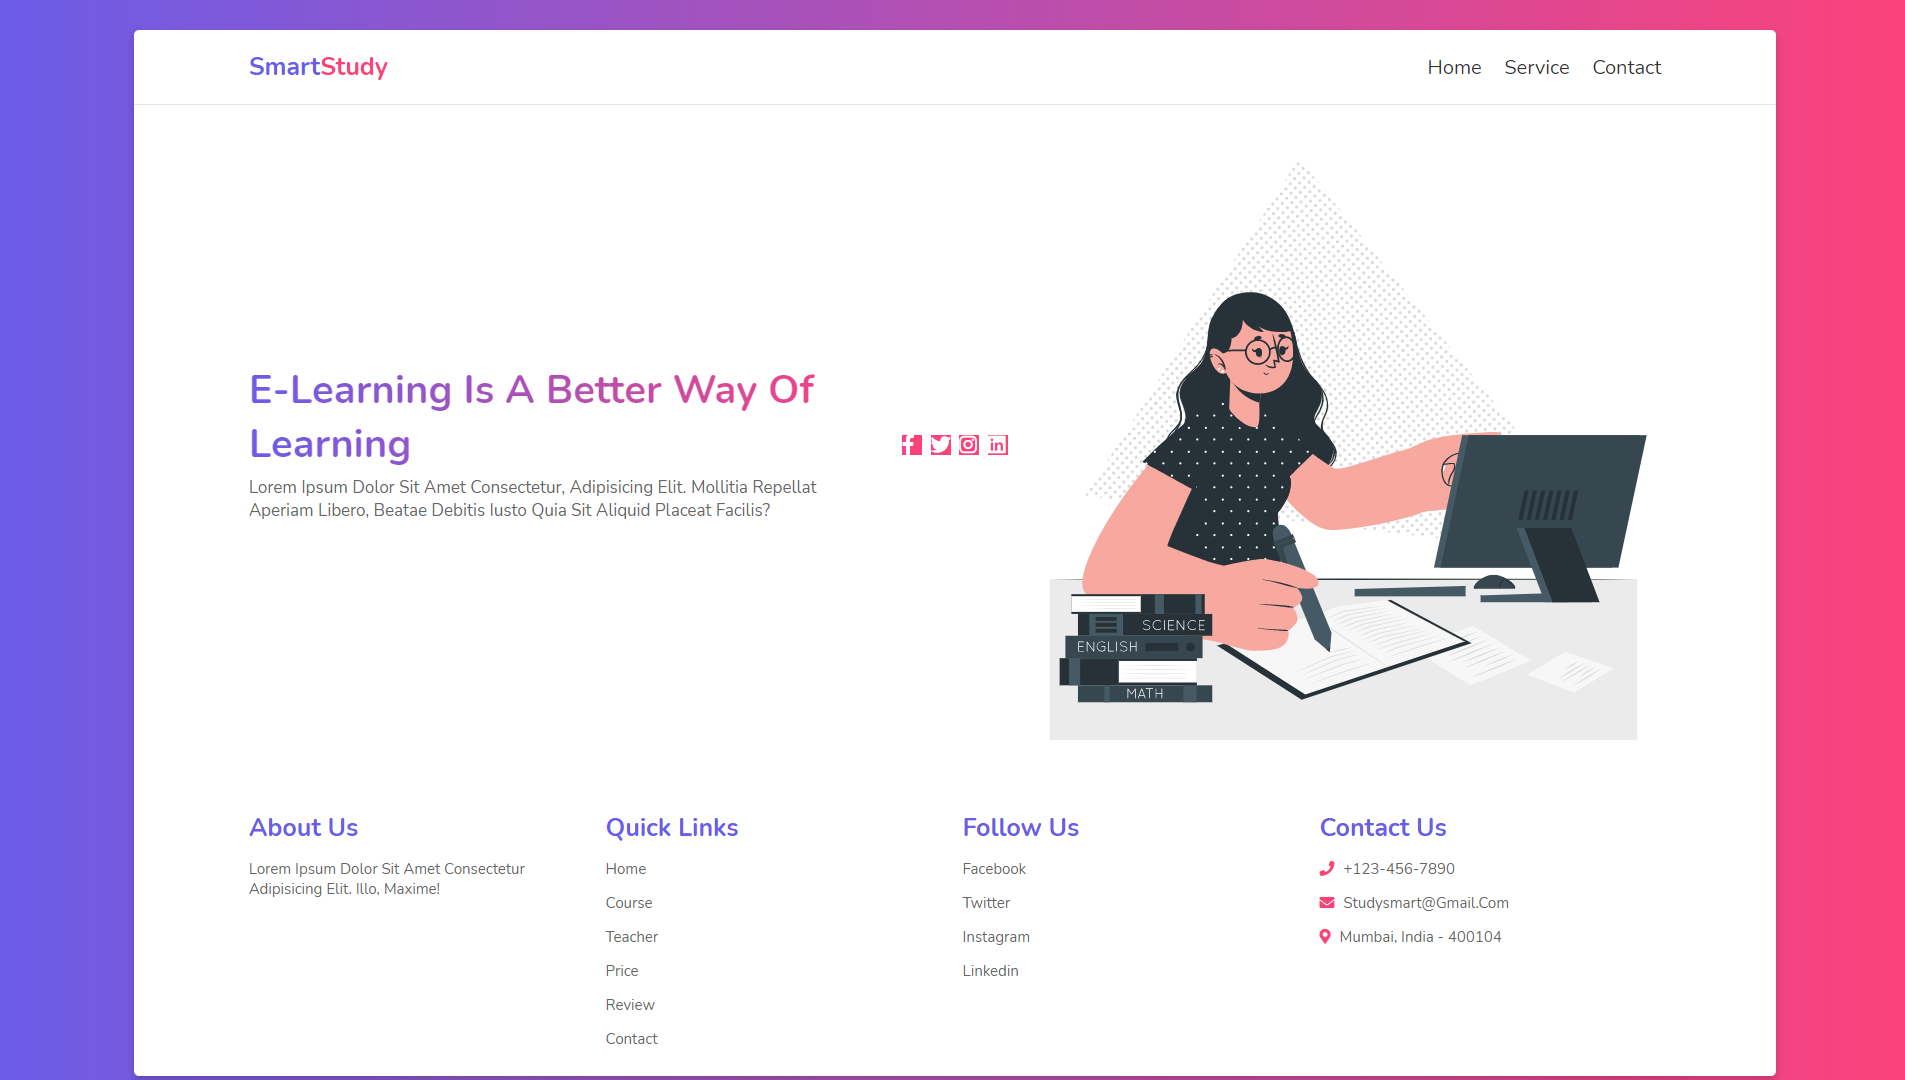 SmartStudy
Home Service Contact
E-Learning Is A Better Way Of
Learning
Lorem Ipsum Dolor Sit Amet Consectetur, Adipisicing Elit. Mollitia Repellat
Aperiam Libero, Beatae Debitis Iusto Quia Sit Aliquid Placeat Facilis?
SCIENCE
ENGLISH
MATH
About Us
Lorem Ipsum Dolor Sit Amet Consectetur
Adipisicing Elit. Illo, Maxime!
Quick Links
Home
Course
Teacher
Price
Review
Contact
Follow Us
Facebook
Twitter
Instagram
Linkedin
Contact Us
+123-456-7890
Studysmart@Gmail.Com
Mumbai, India - 400104